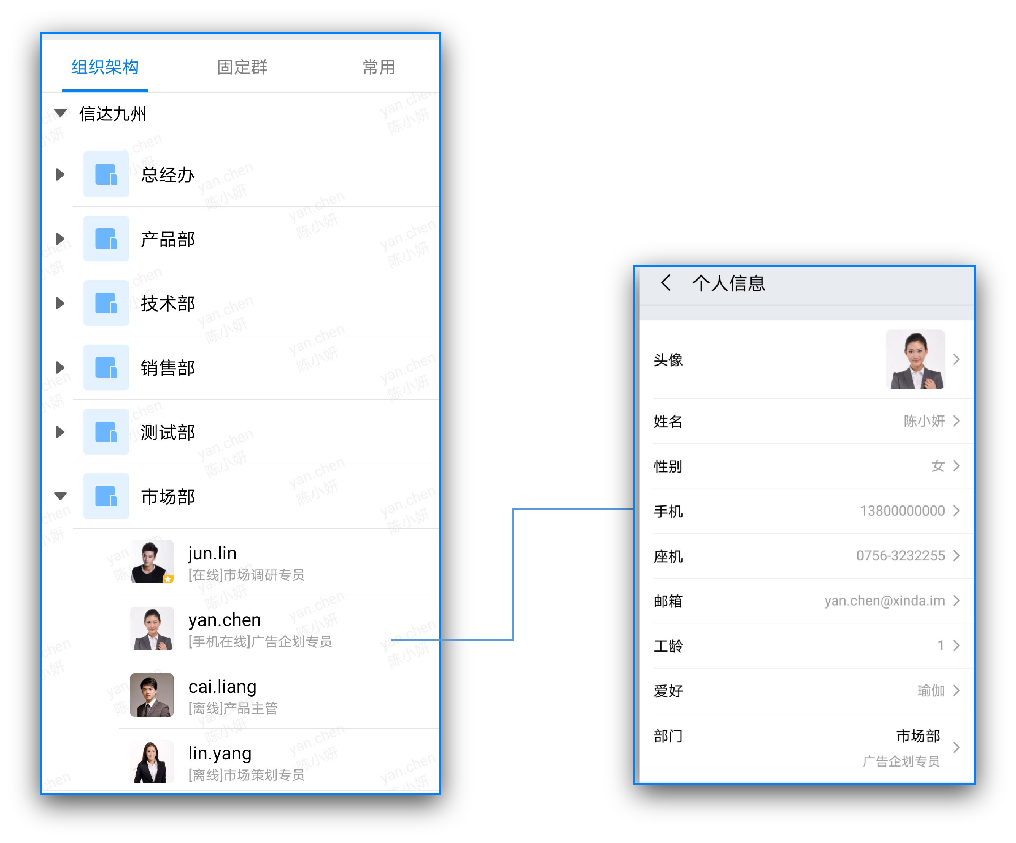 组织架构 固定群 常用
信达九州
总经办
产品部
技术部
销售部
测试部
市场部
jun.lin
[在线]市场调研专员
yan.chen
[手机在线]广告企划专员
cai.liang
[离线]产品主管
lin.yang
[离线]市场策划专员
yan.chen
陈小妍
个人信息
头像
姓名 陈小妍
性别 女
手机 13800000000
座机 0756-3232255
邮箱 yan.chen@xinda.im
工龄 1
爱好 瑜伽
部门 市场部
广告企划专员